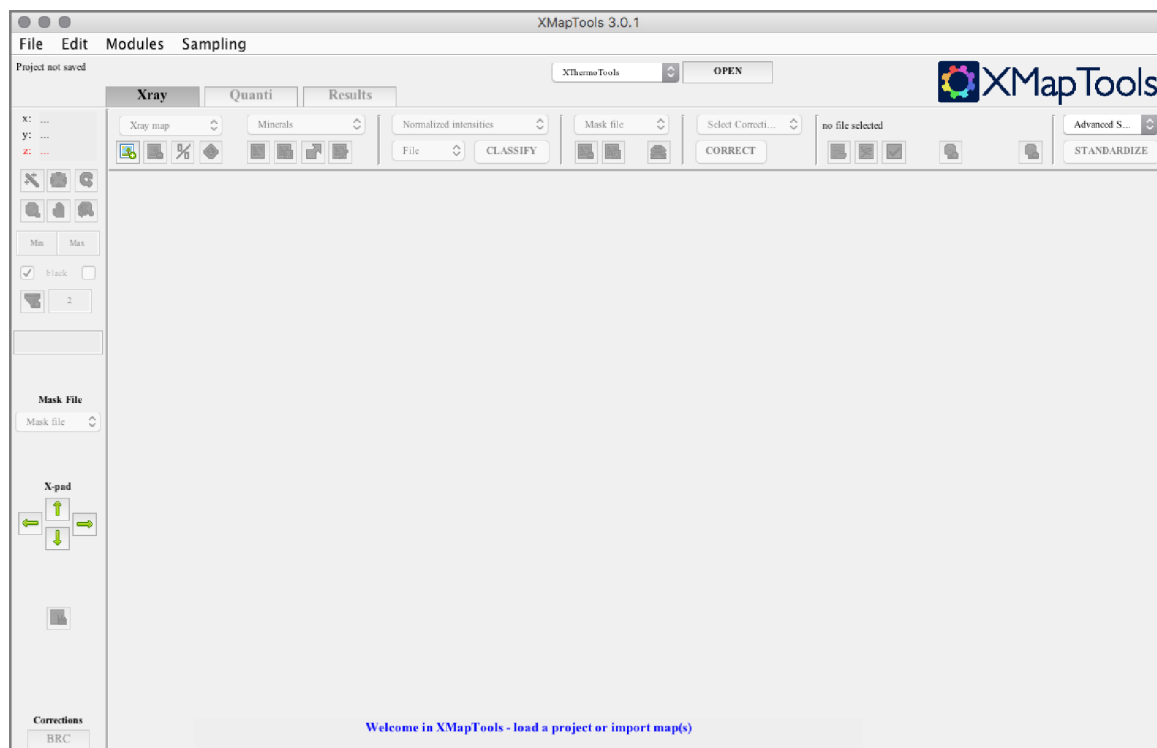 XMapTools 3.0.1
File Edit Modules Sampling
Project not saved
XThermoTools
OPEN
XMapTools
Xray Quanti Results
x: ...
y: ...
z: ...
Xray map
Minerals
Normalized intensities
Mask file
Select Correcti...
no file selected
Advanced S...
File
CLASSIFY
CORRECT
STANDARDIZE
Min Max
black
2
Mask File
Mask file
X-pad
Corrections
BRC
Welcome in XMapTools - load a project or import map(s)